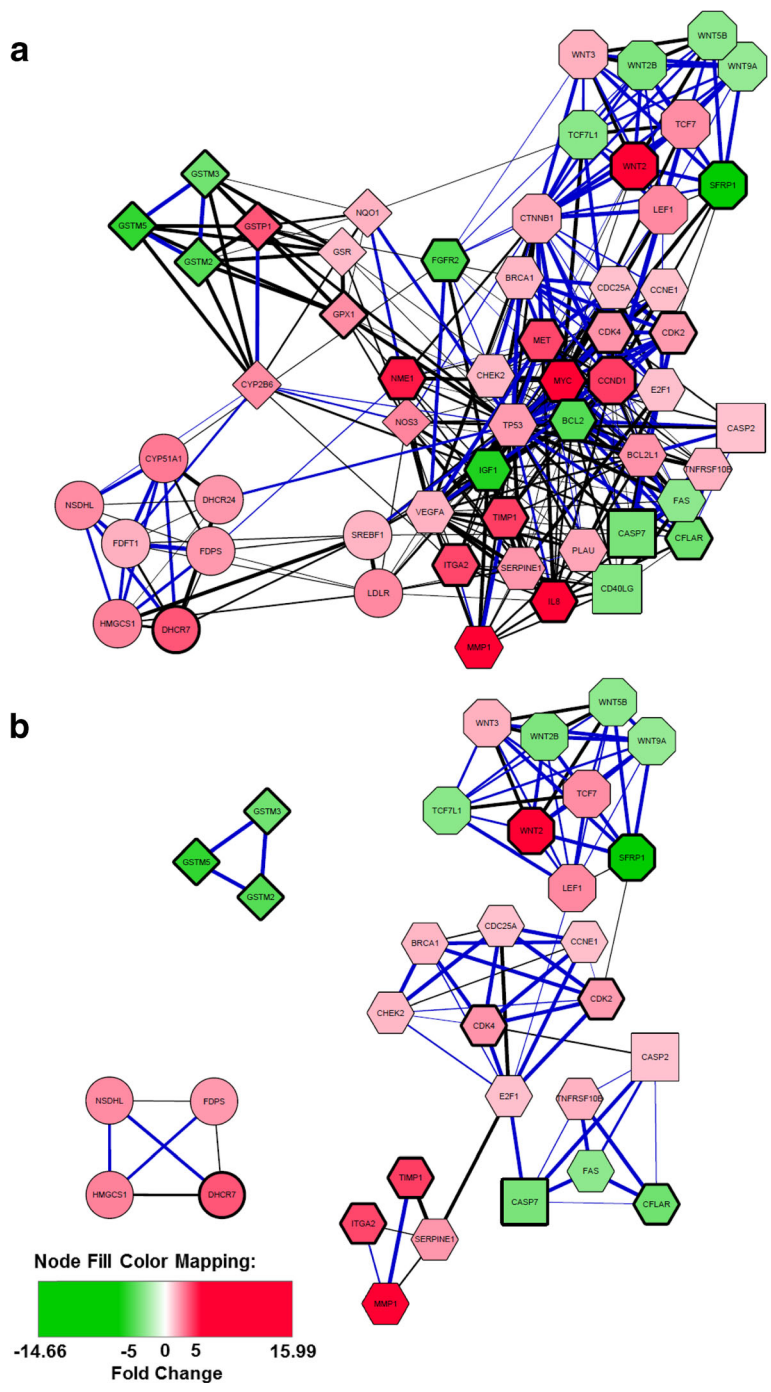 a
WNT5B
WNT3
WNT2B
WNT9A
TCF7
TCF7L1
WNT2
GSTM3
SFRP1
NQO1
LEF1
GSTM5
GSTP1
CTNNB1
GSR
GSTM2
FGFR2
BRCA1
CDC25A
CCNE1
GPX1
CDK4
CDK2
MET
CHEK2
NME1
MYC
CCND1
CYP2B6
E2F1
NOS3
TP53
BCL2
CASP2
CYP51A1
BCL2L1
IGF1
TNFRSF10B
DHCR24
NSDHL
FAS
VEGFA
TIMP1
SREBF1
CASP7
CFLAR
FDFT1
FDPS
PLAU
ITGA2
SERPINE1
CD40LG
LDLR
IL8
HMGCS1
DHCR7
MMP1
b
WNT5B
WNT3
WNT2B
WNT9A
TCF7
GSTM3
TCF7L1
WNT2
SFRP1
GSTM5
LEF1
GSTM2
CDC25A
BRCA1
CCNE1
CDK2
CHEK2
CDK4
CASP2
E2F1
TNFRSF10B
NSDHL
FDPS
FAS
TIMP1
CASP7
CFLAR
HMGCS1
DHCR7
ITGA2
SERPINE1
MMP1
Node Fill Color Mapping:
-14.66 -5 0 5 15.99
Fold Change